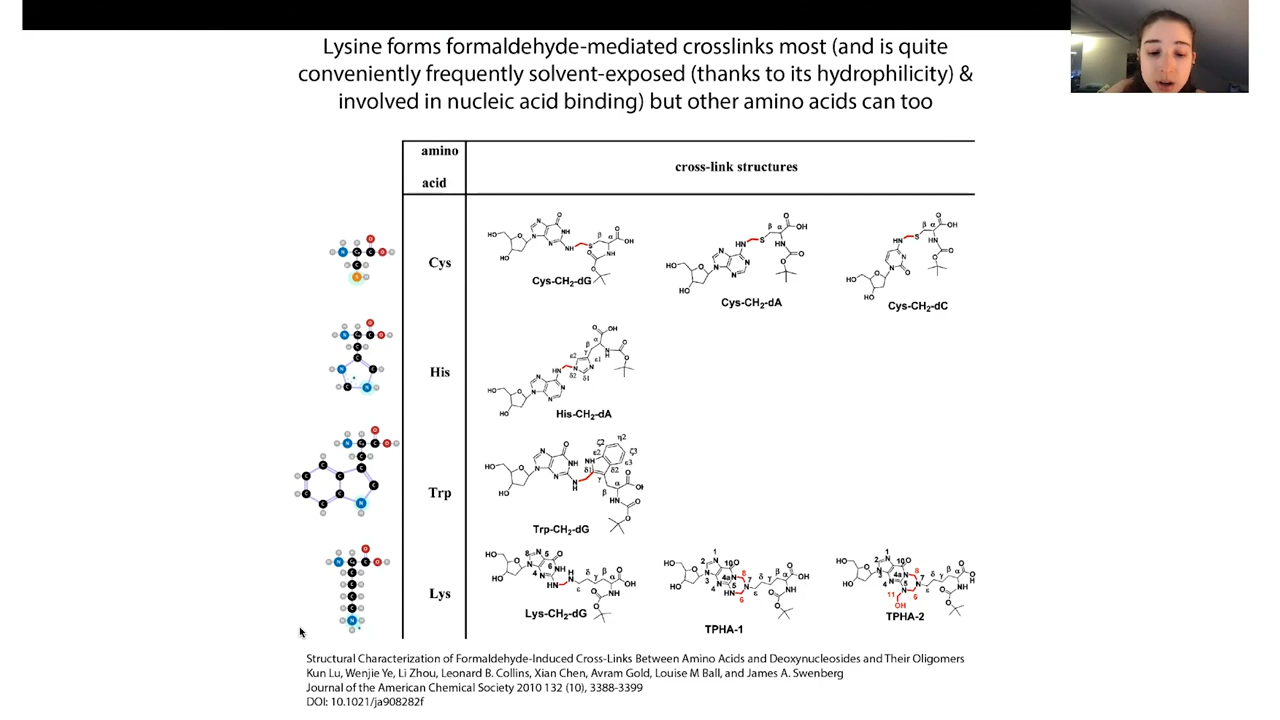 Lysine forms formaldehyde-mediated crosslinks most (and is quite
conveniently frequently solvent-exposed (thanks to its hydrophilicity) &
involved in nucleic acid binding) but other amino acids can too
amino
acid
cross-link structures
Cys
Cys-CH₂-dG
Cys-CH₂-dA
Cys-CH₂-dC
His
His-CH₂-dA
Trp
Trp-CH₂-dG
Lys
Lys-CH₂-dG
TPHA-1
TPHA-2
Structural Characterization of Formaldehyde-Induced Cross-Links Between Amino Acids and Deoxynucleosides and Their Oligomers
Kun Lu, Wenjie Ye, Li Zhou, Leonard B. Collins, Xian Chen, Avram Gold, Louise M Ball, and James A. Swenberg
Journal of the American Chemical Society 2010 132 (10), 3388-3399
DOI: 10.1021/ja908282f